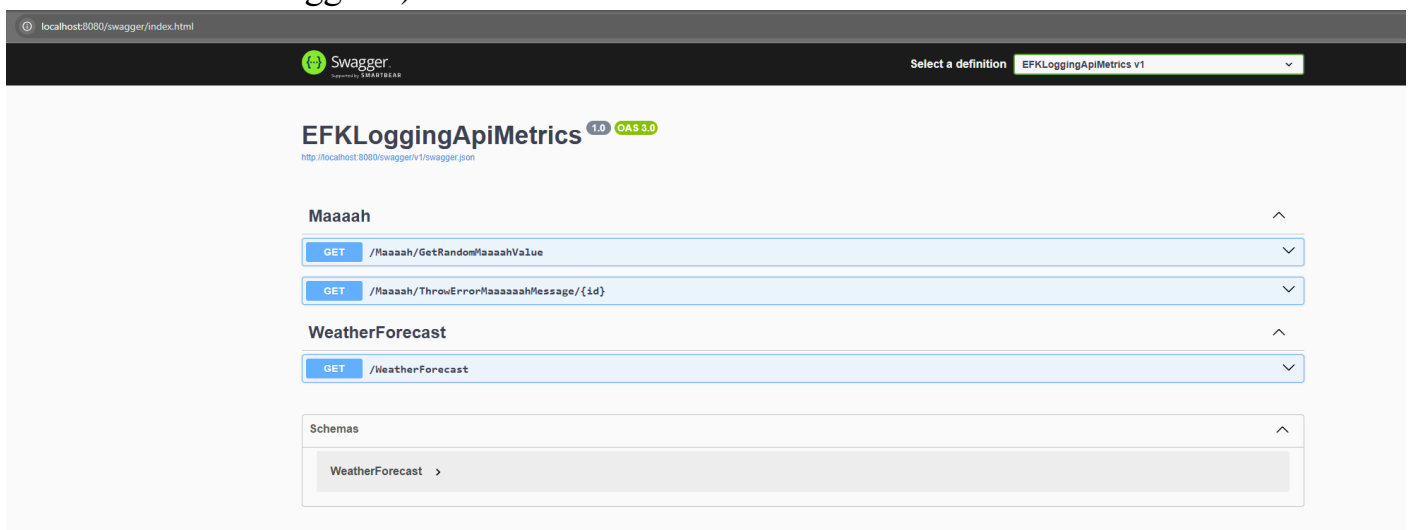 localhost:8080/swagger/index.html
Swagger.
Supported by SMARTBEAR
Select a definition
EFKLoggingApiMetrics v1
EFKLoggingApiMetrics 1.0 OAS 3.0
http://localhost:8080/swagger/v1/swagger.json
Maaaah
GET /Maaaah/GetRandomMaaaahValue
GET /Maaaah/ThrowErrorMaaaaaahMessage/{id}
WeatherForecast
GET /WeatherForecast
Schemas
WeatherForecast